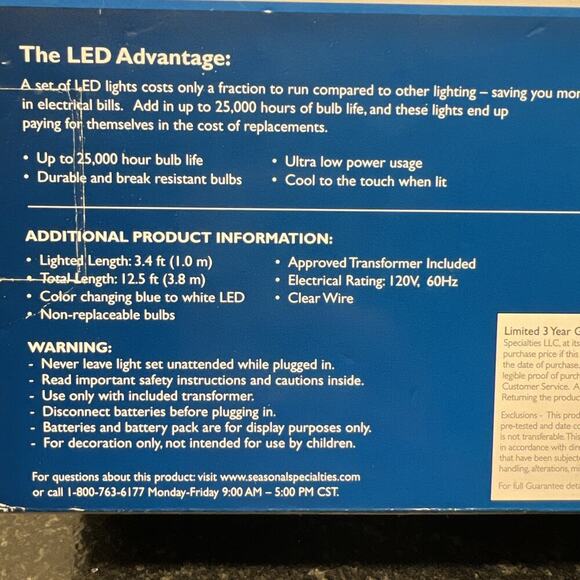 The LED Advantage:
A set of LED lights costs only a fraction to run compared to other lighting – saving you
in electrical bills. Add in up to 25,000 hours of bulb life, and these lights end up
paying for themselves in the cost of replacements.
• Up to 25,000 hour bulb life
• Durable and break resistant bulbs
• Ultra low power usage
• Cool to the touch when lit
ADDITIONAL PRODUCT INFORMATION:
• Lighted Length: 3.4 ft (1.0 m)
• Total Length: 12.5 ft (3.8 m)
• Color changing blue to white LED
• Non-replaceable bulbs
• Approved Transformer Included
• Electrical Rating: 120V, 60Hz
• Clear Wire
WARNING:
- Never leave light set unattended while plugged in.
- Read important safety instructions and cautions inside.
- Use only with included transformer.
- Disconnect batteries before plugging in.
- Batteries and battery pack are for display purposes only.
- For decoration only, not intended for use by children.
For questions about this product: visit www.seasonalspecialties.com
or call 1-800-763-6177 Monday-Friday 9:00 AM – 5:00 PM CST.
Limited 3 Year
Specialties LLC, at its
purchase price if this
the date of purchase.
legible proof of
Customer Service. A
Returning the
Exclusions - This
pre-tested and date
is not transferable. This
in accordance with
that have been
handling, alterations,
For full Guarantee